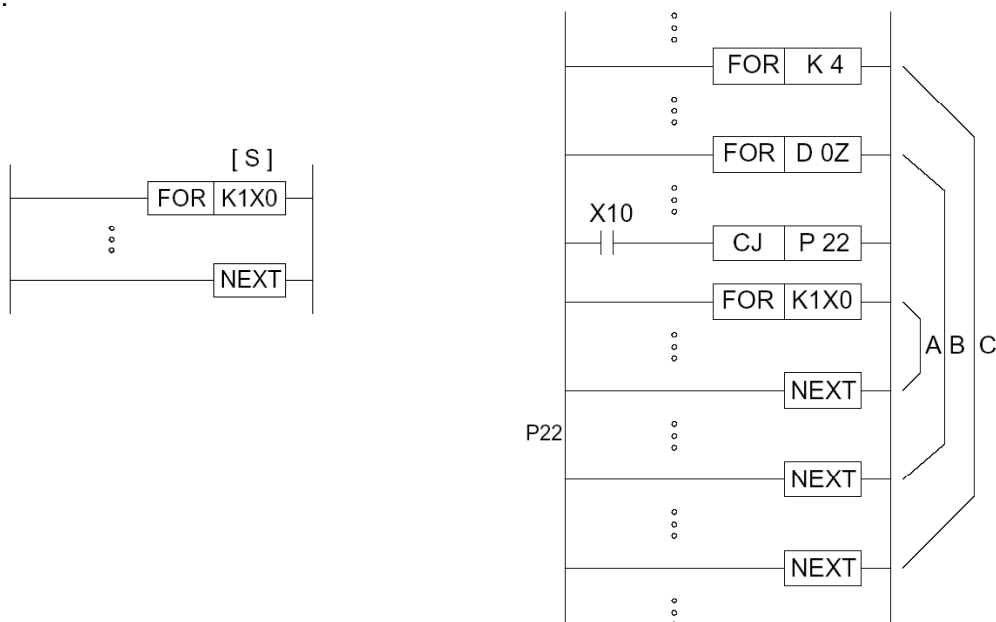 [ S ]
FOR K1X0
NEXT
FOR K 4
FOR D 0Z
X10
CJ P 22
FOR K1X0
A B C
NEXT
P22
NEXT
NEXT